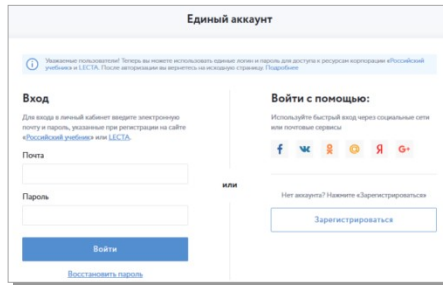 Единый аккаунт
Уважаемые пользователи! Теперь вы можете использовать единые логин и пароль для доступа к ресурсам корпорации «Российский
учебник» и LECTA. После авторизации вы вернетесь на исходную страницу. Подробнее
Вход
Для входа в личный кабинет введите электронную
почту и пароль, указанные при регистрации на сайте
«Российский учебник» или LECTA.
Почта
Пароль
Войти
Восстановить пароль
или
Войти с помощью:
Используйте быстрый вход через социальные сети
или почтовые сервисы
Нет аккаунта? Нажмите «Зарегистрироваться»
Зарегистрироваться